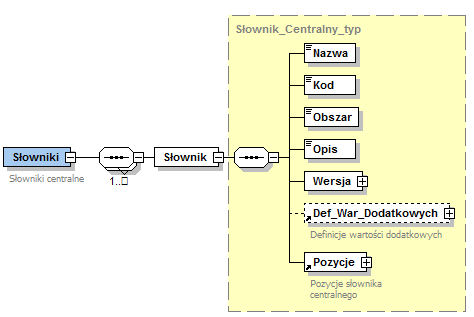 Słownik_Centralny_typ
Nazwa
Kod
Obszar
Opis
Słowniki
Słowniki centralne
1..
Słownik
Wersja
Def_War_Dodatkowych
Definicje wartości dodatkowych
Pozycje
Pozycje słownika
centralnego